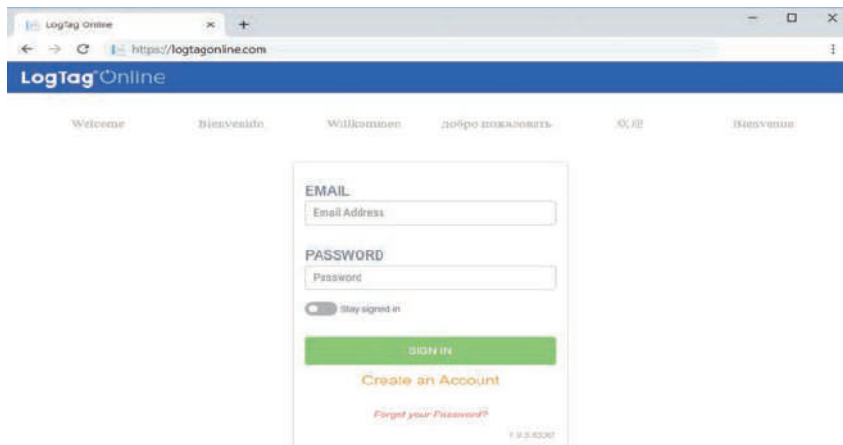 LogTag Online
https://logtagonline.com
LogTag Online
Welcome Bienvenido Willkommen добро пожаловать 欢迎 Bienvenue
EMAIL
Email Address
PASSWORD
Password
Stay signed in
SIGN IN
Create an Account
Forgot your Password?